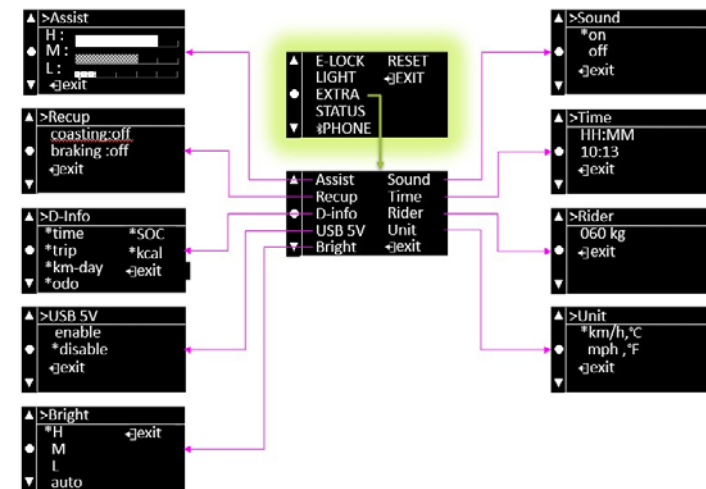 >Assist
H :
M :
L :
exit
>Recup
coasting:off
braking :off
exit
>D-Info
*time *SOC
*trip *kcal
*km-day exit
*odo
>USB 5V
enable
*disable
exit
>Bright
*H exit
M
L
auto
E-LOCK RESET
LIGHT EXIT
EXTRA
STATUS
PHONE
Assist Sound
Recup Time
D-info Rider
USB 5V Unit
Bright exit
>Sound
*on
off
exit
>Time
HH:MM
10:13
exit
>Rider
060 kg
exit
>Unit
*km/h,°C
mph ,°F
exit